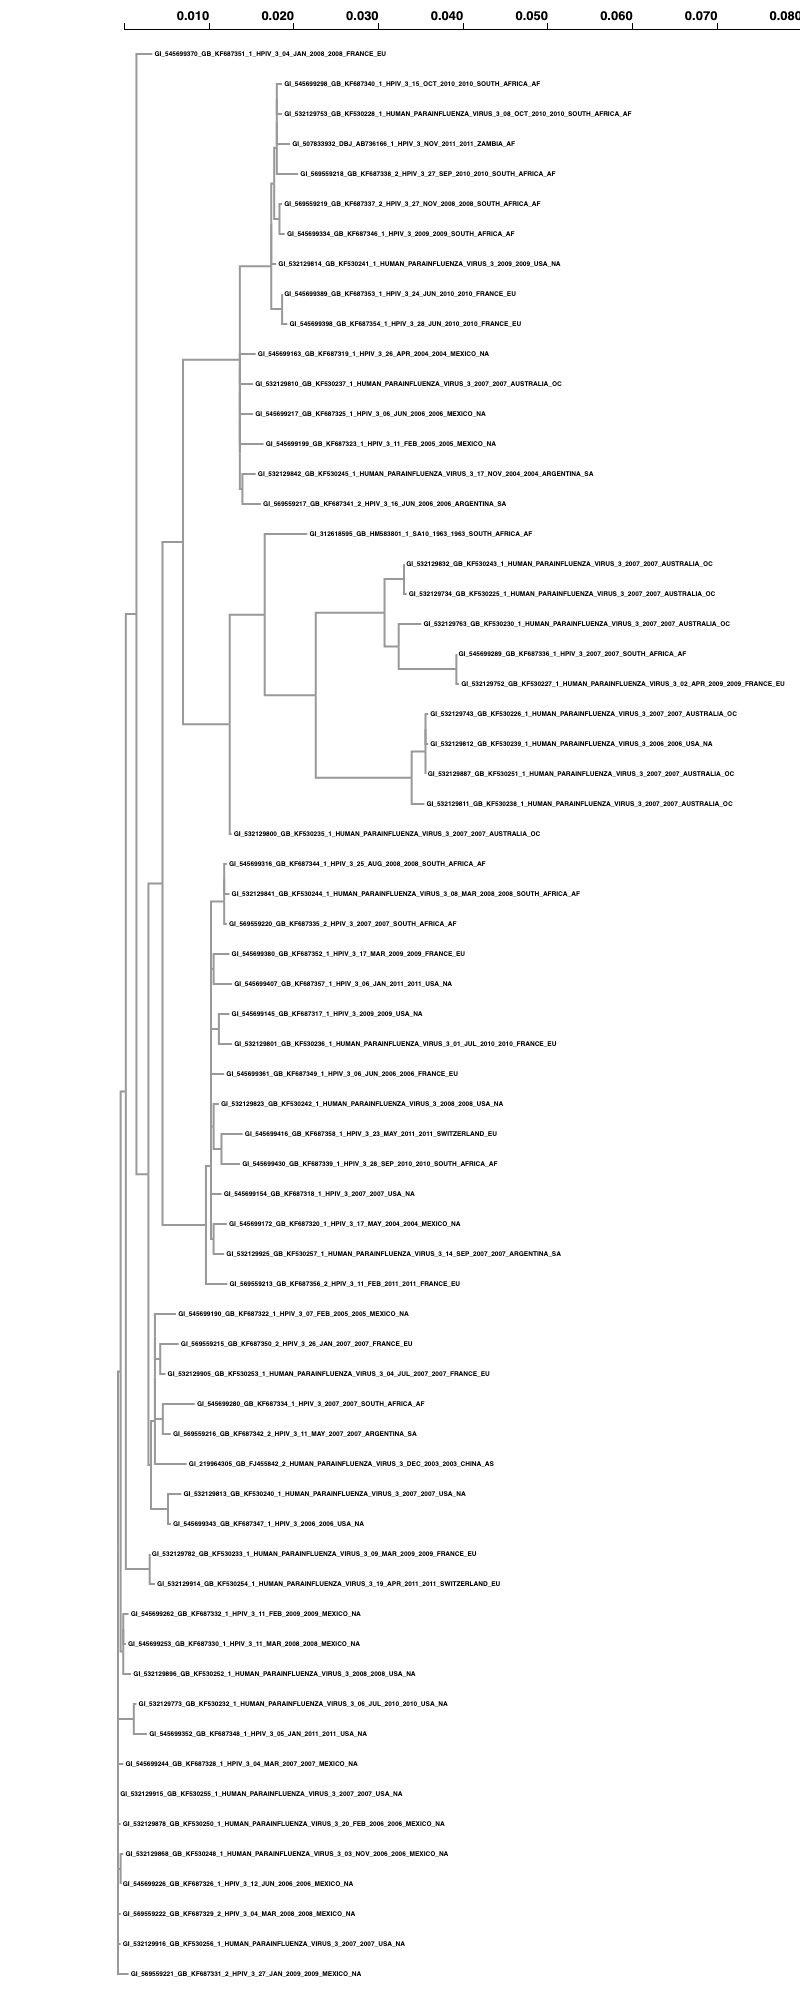 0.010 0.020 0.030 0.040 0.050 0.060 0.070 0.080
GI_545699370_GB_KF687351_1_HPIV_3_04_JAN_2008_2008_FRANCE_EU
GI_545699298_GB_KF687340_1_HPIV_3_15_OCT_2010_2010_SOUTH_AFRICA_AF
GI_532129753_GB_KF530228_1_HUMAN_PARAINFLUENZA_VIRUS_3_08_OCT_2010_2010_SOUTH_AFRICA_AF
GI_507833932_DBJ_AB736166_1_HPIV_3_NOV_2011_2011_ZAMBIA_AF
GI_569559218_GB_KF687338_2_HPIV_3_27_SEP_2010_2010_SOUTH_AFRICA_AF
GI_569559219_GB_KF687337_2_HPIV_3_27_NOV_2008_2008_SOUTH_AFRICA_AF
GI_545699334_GB_KF687346_1_HPIV_3_2009_2009_SOUTH_AFRICA_AF
GI_532129814_GB_KF530241_1_HUMAN_PARAINFLUENZA_VIRUS_3_2009_2009_USA_NA
GI_545699389_GB_KF687353_1_HPIV_3_24_JUN_2010_2010_FRANCE_EU
GI_545699398_GB_KF687354_1_HPIV_3_28_JUN_2010_2010_FRANCE_EU
GI_545699163_GB_KF687319_1_HPIV_3_26_APR_2004_2004_MEXICO_NA
GI_532129810_GB_KF530237_1_HUMAN_PARAINFLUENZA_VIRUS_3_2007_2007_AUSTRALIA_OC
GI_545699217_GB_KF687325_1_HPIV_3_06_JUN_2006_2006_MEXICO_NA
GI_545699199_GB_KF687323_1_HPIV_3_11_FEB_2005_2005_MEXICO_NA
GI_532129842_GB_KF530245_1_HUMAN_PARAINFLUENZA_VIRUS_3_17_NOV_2004_2004_ARGENTINA_SA
GI_569559217_GB_KF687341_2_HPIV_3_16_JUN_2006_2006_ARGENTINA_SA
GI_312618595_GB_HM583801_1_SA10_1963_1963_SOUTH_AFRICA_AF
GI_532129832_GB_KF530243_1_HUMAN_PARAINFLUENZA_VIRUS_3_2007_2007_AUSTRALIA_OC
GI_532129734_GB_KF530225_1_HUMAN_PARAINFLUENZA_VIRUS_3_2007_2007_AUSTRALIA_OC
GI_532129763_GB_KF530230_1_HUMAN_PARAINFLUENZA_VIRUS_3_2007_2007_AUSTRALIA_OC
GI_545699289_GB_KF687336_1_HPIV_3_2007_2007_SOUTH_AFRICA_AF
GI_532129752_GB_KF530227_1_HUMAN_PARAINFLUENZA_VIRUS_3_02_APR_2009_2009_FRANCE_EU
GI_532129743_GB_KF530226_1_HUMAN_PARAINFLUENZA_VIRUS_3_2007_2007_AUSTRALIA_OC
GI_532129812_GB_KF530239_1_HUMAN_PARAINFLUENZA_VIRUS_3_2006_2006_USA_NA
GI_532129887_GB_KF530251_1_HUMAN_PARAINFLUENZA_VIRUS_3_2007_2007_AUSTRALIA_OC
GI_532129811_GB_KF530238_1_HUMAN_PARAINFLUENZA_VIRUS_3_2007_2007_AUSTRALIA_OC
GI_532129800_GB_KF530235_1_HUMAN_PARAINFLUENZA_VIRUS_3_2007_2007_AUSTRALIA_OC
GI_545699316_GB_KF687344_1_HPIV_3_25_AUG_2008_2008_SOUTH_AFRICA_AF
GI_532129841_GB_KF530244_1_HUMAN_PARAINFLUENZA_VIRUS_3_08_MAR_2008_2008_SOUTH_AFRICA_AF
GI_569559220_GB_KF687335_2_HPIV_3_2007_2007_SOUTH_AFRICA_AF
GI_545699380_GB_KF687352_1_HPIV_3_17_MAR_2009_2009_FRANCE_EU
GI_545699407_GB_KF687357_1_HPIV_3_06_JAN_2011_2011_USA_NA
GI_545699145_GB_KF687317_1_HPIV_3_2009_2009_USA_NA
GI_532129801_GB_KF530236_1_HUMAN_PARAINFLUENZA_VIRUS_3_01_JUL_2010_2010_FRANCE_EU
GI_545699361_GB_KF687349_1_HPIV_3_06_JUN_2006_2006_FRANCE_EU
GI_532129823_GB_KF530242_1_HUMAN_PARAINFLUENZA_VIRUS_3_2008_2008_USA_NA
GI_545699416_GB_KF687358_1_HPIV_3_23_MAY_2011_2011_SWITZERLAND_EU
GI_545699430_GB_KF687339_1_HPIV_3_28_SEP_2010_2010_SOUTH_AFRICA_AF
GI_545699154_GB_KF687318_1_HPIV_3_2007_2007_USA_NA
GI_545699172_GB_KF687320_1_HPIV_3_17_MAY_2004_2004_MEXICO_NA
GI_532129925_GB_KF530257_1_HUMAN_PARAINFLUENZA_VIRUS_3_14_SEP_2007_2007_ARGENTINA_SA
GI_569559213_GB_KF687356_2_HPIV_3_11_FEB_2011_2011_FRANCE_EU
GI_545699190_GB_KF687322_1_HPIV_3_07_FEB_2005_2005_MEXICO_NA
GI_569559215_GB_KF687350_2_HPIV_3_26_JAN_2007_2007_FRANCE_EU
GI_532129905_GB_KF530253_1_HUMAN_PARAINFLUENZA_VIRUS_3_04_JUL_2007_2007_FRANCE_EU
GI_545699280_GB_KF687334_1_HPIV_3_2007_2007_SOUTH_AFRICA_AF
GI_569559216_GB_KF687342_2_HPIV_3_11_MAY_2007_2007_ARGENTINA_SA
GI_219964305_GB_FJ455842_2_HUMAN_PARAINFLUENZA_VIRUS_3_DEC_2003_2003_CHINA_AS
GI_532129813_GB_KF530240_1_HUMAN_PARAINFLUENZA_VIRUS_3_2007_2007_USA_NA
GI_545699343_GB_KF687347_1_HPIV_3_2006_2006_USA_NA
GI_532129782_GB_KF530233_1_HUMAN_PARAINFLUENZA_VIRUS_3_09_MAR_2009_2009_FRANCE_EU
GI_532129914_GB_KF530254_1_HUMAN_PARAINFLUENZA_VIRUS_3_19_APR_2011_2011_SWITZERLAND_EU
GI_545699262_GB_KF687332_1_HPIV_3_11_FEB_2009_2009_MEXICO_NA
GI_545699253_GB_KF687330_1_HPIV_3_11_MAR_2008_2008_MEXICO_NA
GI_532129896_GB_KF530252_1_HUMAN_PARAINFLUENZA_VIRUS_3_2008_2008_USA_NA
GI_532129773_GB_KF530232_1_HUMAN_PARAINFLUENZA_VIRUS_3_06_JUL_2010_2010_USA_NA
GI_545699352_GB_KF687348_1_HPIV_3_05_JAN_2011_2011_USA_NA
GI_545699244_GB_KF687328_1_HPIV_3_04_MAR_2007_2007_MEXICO_NA
GI_532129915_GB_KF530255_1_HUMAN_PARAINFLUENZA_VIRUS_3_2007_2007_USA_NA
GI_532129878_GB_KF530250_1_HUMAN_PARAINFLUENZA_VIRUS_3_20_FEB_2006_2006_MEXICO_NA
GI_532129868_GB_KF530248_1_HUMAN_PARAINFLUENZA_VIRUS_3_03_NOV_2006_2006_MEXICO_NA
GI_545699226_GB_KF687326_1_HPIV_3_12_JUN_2006_2006_MEXICO_NA
GI_569559222_GB_KF687329_2_HPIV_3_04_MAR_2008_2008_MEXICO_NA
GI_532129916_GB_KF530256_1_HUMAN_PARAINFLUENZA_VIRUS_3_2007_2007_USA_NA
GI_569559221_GB_KF687331_2_HPIV_3_27_JAN_2009_2009_MEXICO_NA